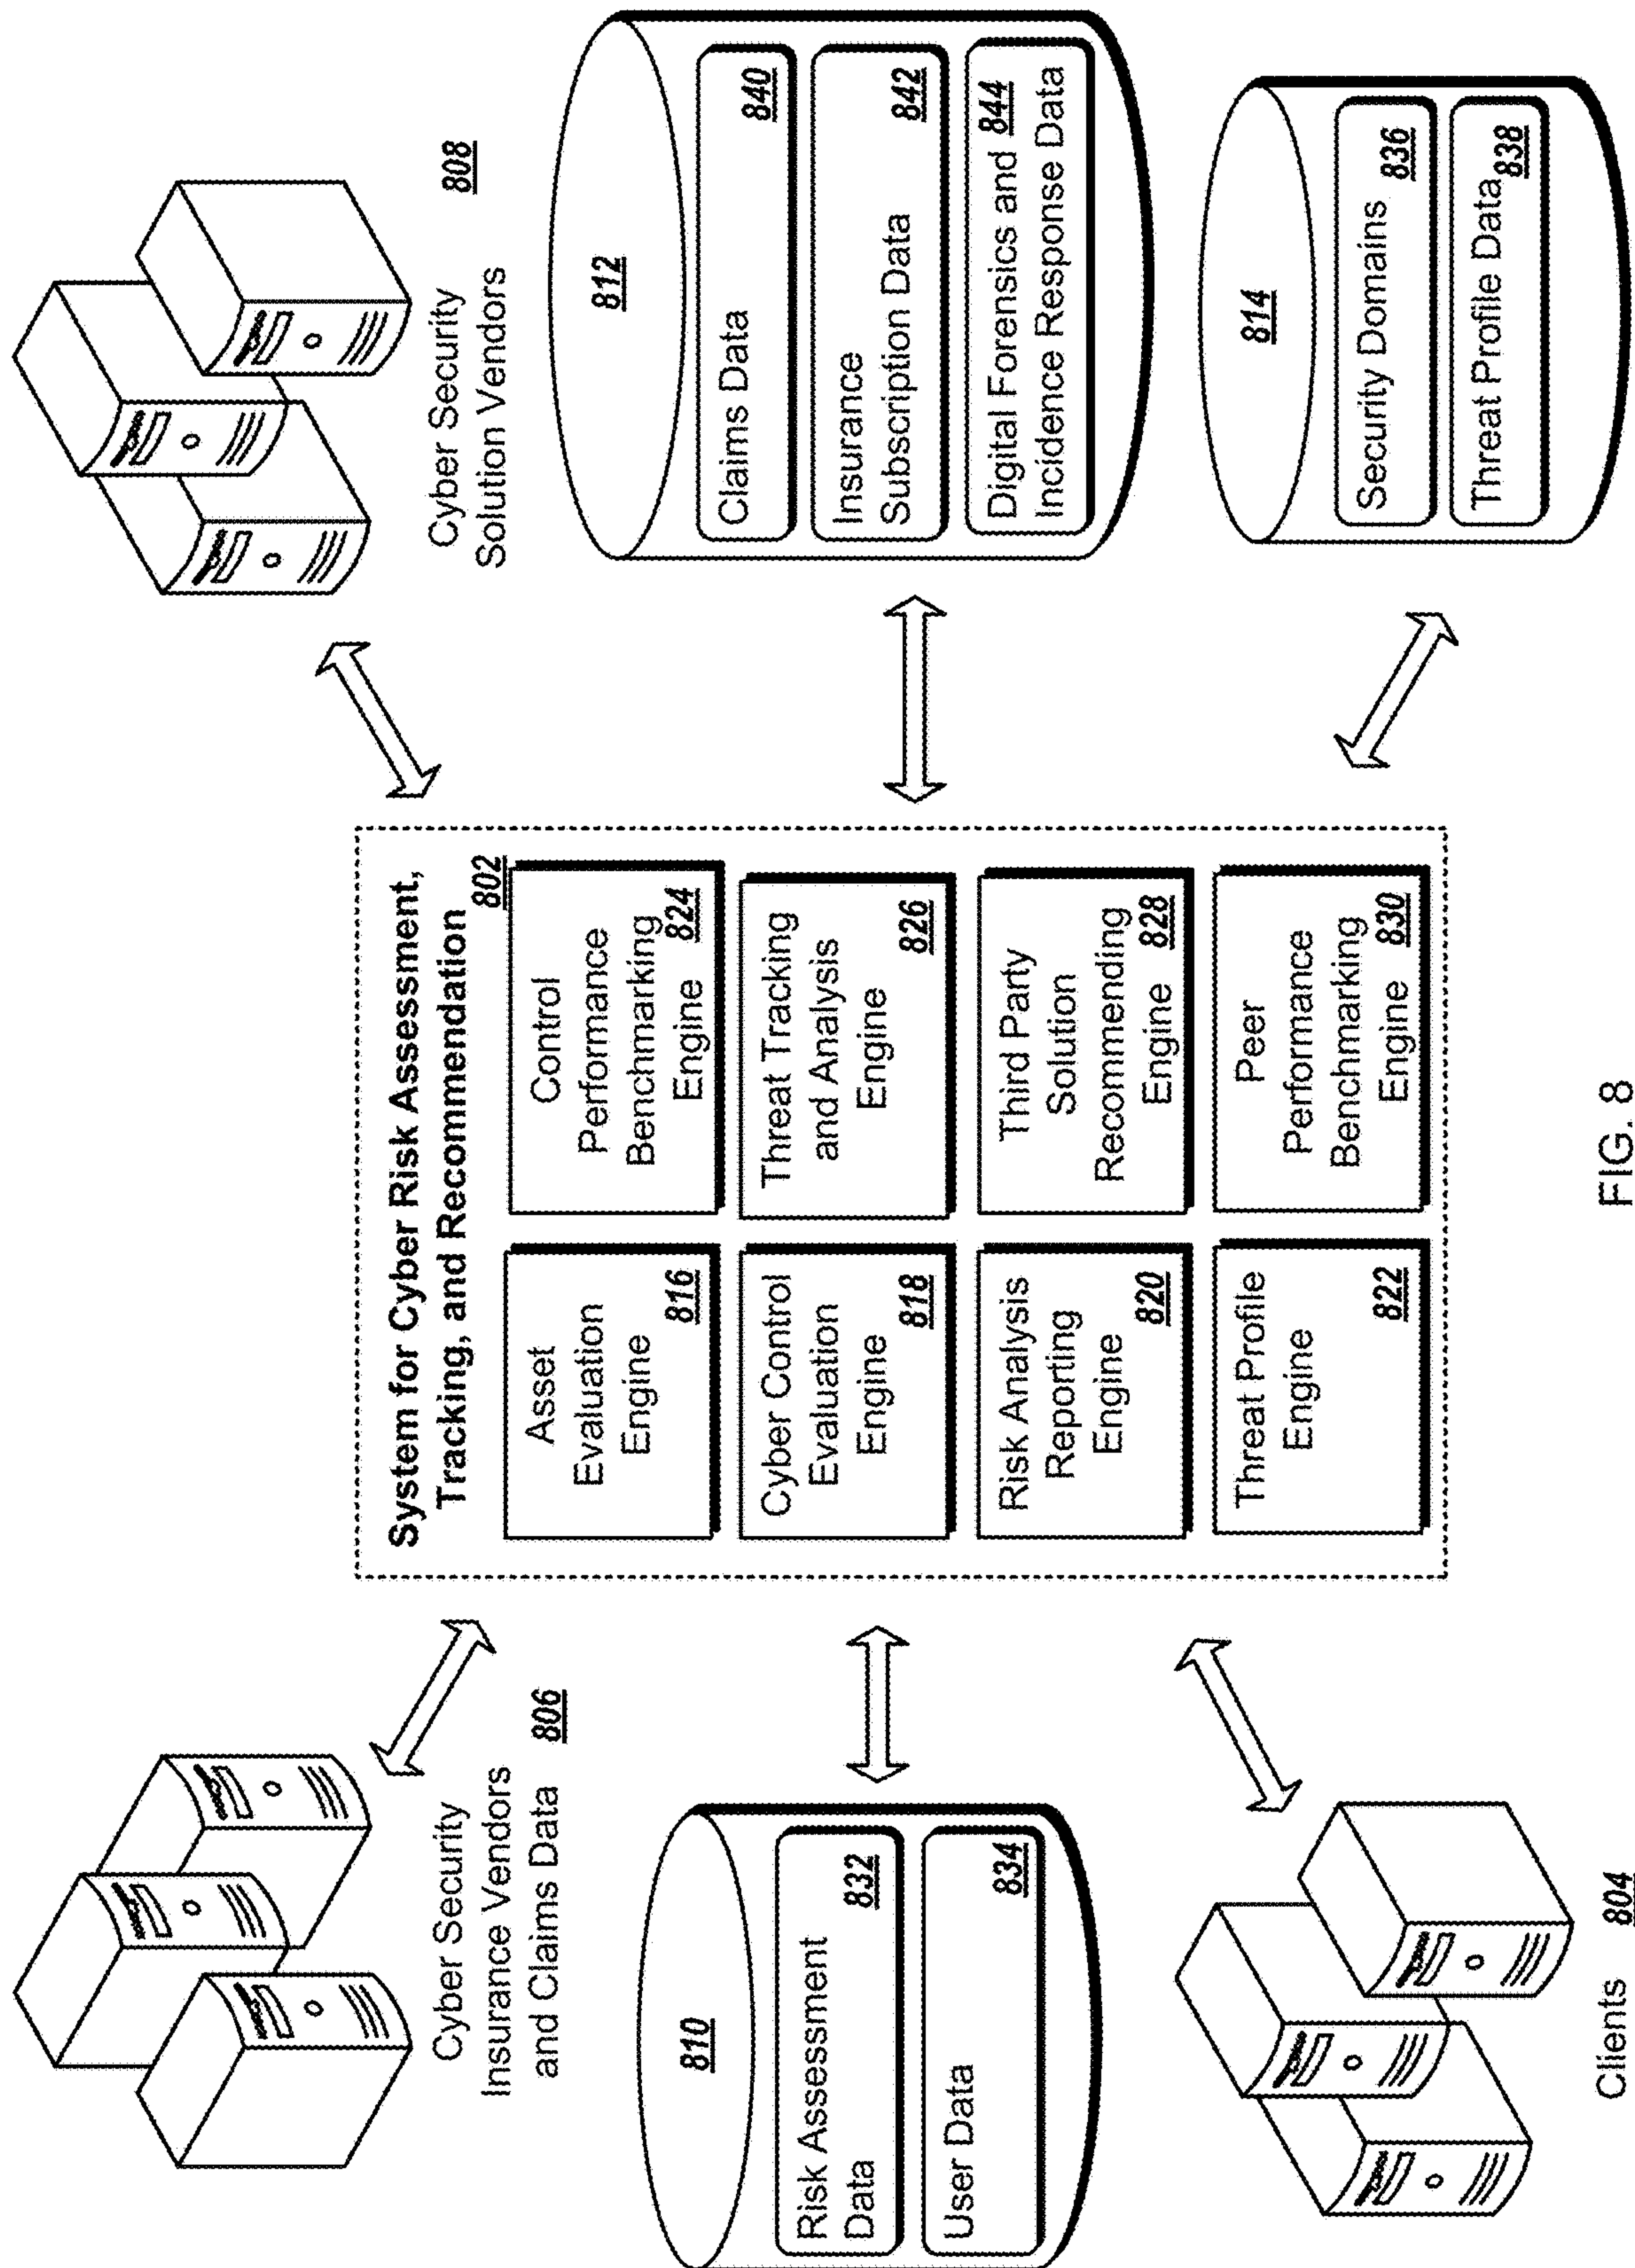 Cyber Security
Insurance Vendors
and Claims Data 806
810
Risk Assessment
Data 832
User Data 834
Clients 804
System for Cyber Risk Assessment,
Tracking, and Recommendation
802
Asset
Evaluation
Engine 816
Control
Performance
Benchmarking
Engine 824
Cyber Control
Evaluation
Engine 818
Threat Tracking
and Analysis
Engine 826
Risk Analysis
Reporting
Engine 820
Third Party
Solution
Recommending
Engine 828
Threat Profile
Engine 822
Peer
Performance
Benchmarking
Engine 830
Cyber Security
Solution Vendors 808
812
Claims Data 840
Insurance
Subscription Data 842
Digital Forensics and 844
Incidence Response Data
814
Security Domains 836
Threat Profile Data 838
FIG. 8